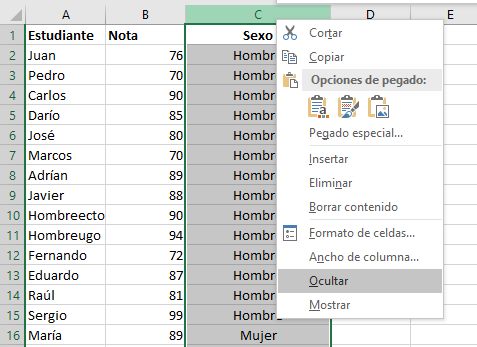 A B C D E
1 Estudiante Nota Sexo
2 Juan 76 Hombr
3 Pedro 70 Hombr
4 Carlos 90 Hombr
5 Darío 85 Hombr
6 José 80 Hombr
7 Marcos 70 Hombr
8 Adrían 89 Hombr
9 Javier 88 Hombr
10 Hombreecto 90 Hombr
11 Hombreugo 94 Hombr
12 Fernando 72 Hombr
13 Eduardo 87 Hombr
14 Raúl 81 Hombr
15 Sergio 99 Hombre
16 María 89 Mujer
Cortar
Copiar
Opciones de pegado:
Pegado especial...
Insertar
Eliminar
Borrar contenido
Formato de celdas...
Ancho de columna...
Ocultar
Mostrar